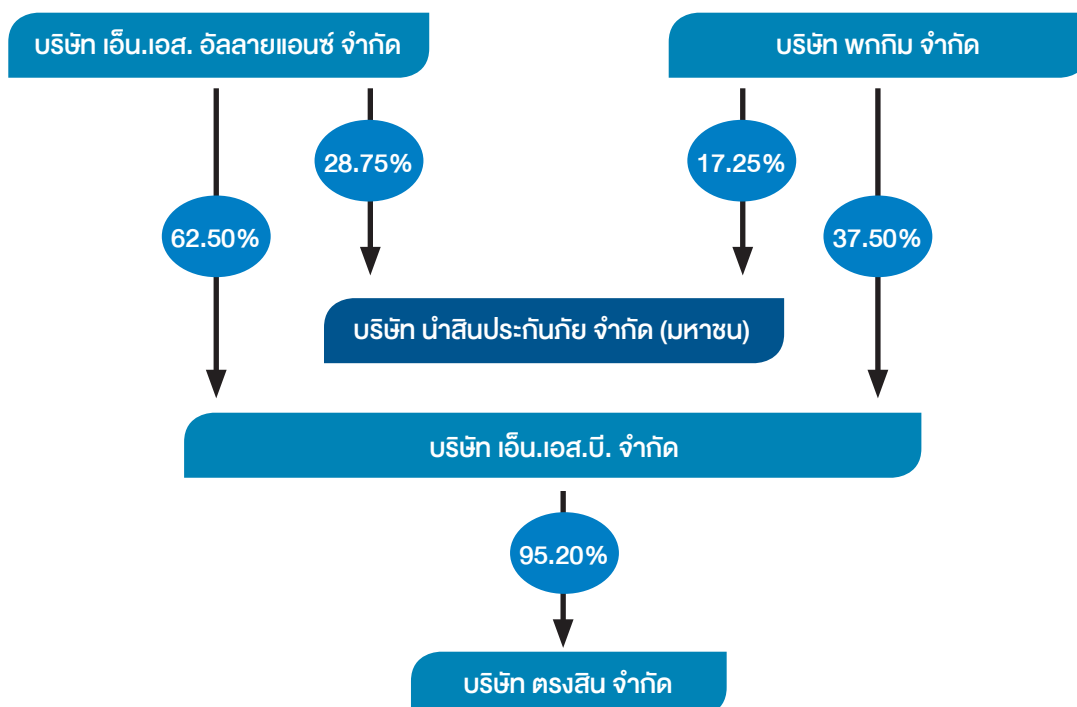 บริษัท เอ็น.เอส. อัลลายแอนซ์ จำกัด
บริษัท พกกิม จำกัด
28.75%
17.25%
62.50%
37.50%
บริษัท นำสินประกันภัย จำกัด (มหาชน)
บริษัท เอ็น.เอส.บี. จำกัด
95.20%
บริษัท ตรงสิน จำกัด